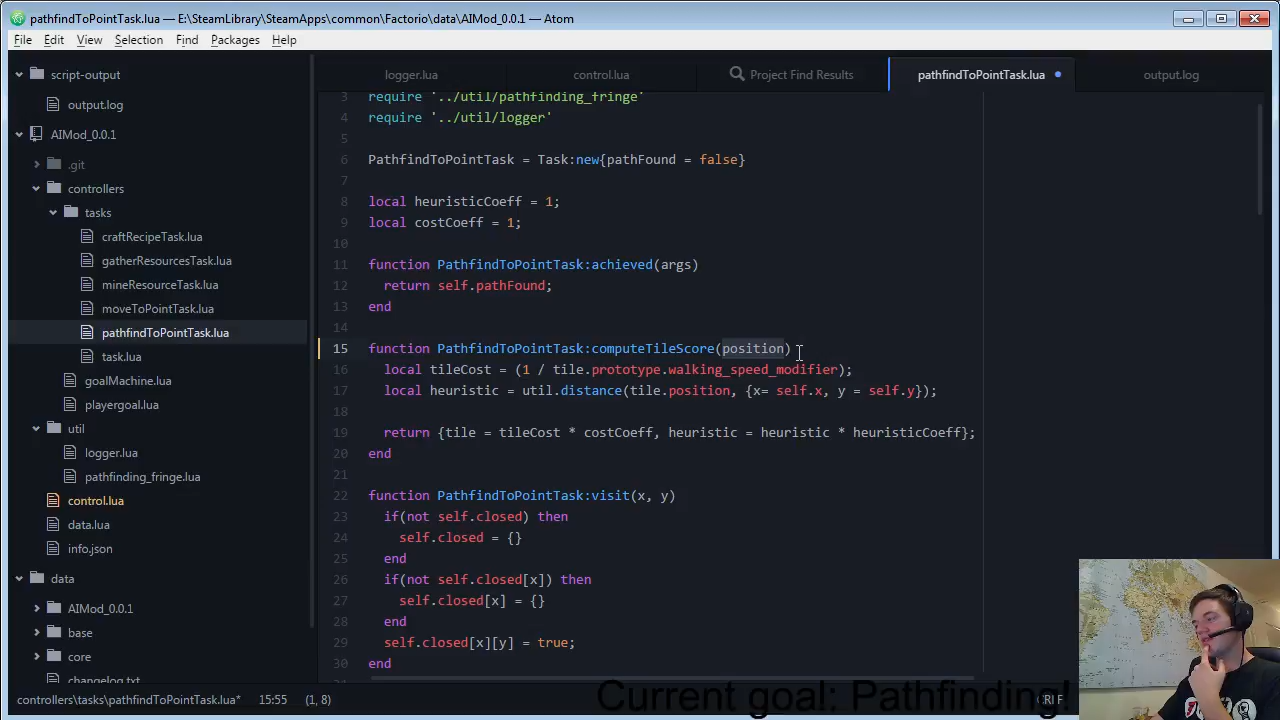 pathfindToPointTask.lua — E:\SteamLibrary\SteamApps\common\Factorio\data\AIMod_0.0.1 — Atom
File Edit View Selection Find Packages Help
script-output
output.log
AIMod_0.0.1
.git
controllers
tasks
craftRecipeTask.lua
gatherResourcesTask.lua
mineResourceTask.lua
moveToPointTask.lua
pathfindToPointTask.lua
task.lua
goalMachine.lua
playergoal.lua
util
logger.lua
pathfinding_fringe.lua
control.lua
data.lua
info.json
data
AIMod_0.0.1
base
core
changelog.txt
logger.lua control.lua Project Find Results pathfindToPointTask.lua output.log
3 require '../util/pathfinding_fringe'
4 require '../util/logger'
5
6 PathfindToPointTask = Task:new{pathFound = false}
7
8 local heuristicCoeff = 1;
9 local costCoeff = 1;
10
11 function PathfindToPointTask:achieved(args)
12 return self.pathFound;
13 end
14
15 function PathfindToPointTask:computeTileScore(position)
16 local tileCost = (1 / tile.prototype.walking_speed_modifier);
17 local heuristic = util.distance(tile.position, {x= self.x, y = self.y});
18
19 return {tile = tileCost * costCoeff, heuristic = heuristic * heuristicCoeff};
20 end
21
22 function PathfindToPointTask:visit(x, y)
23 if(not self.closed) then
24 self.closed = {}
25 end
26 if(not self.closed[x]) then
27 self.closed[x] = {}
28 end
29 self.closed[x][y] = true;
30 end
controllers\tasks\pathfindToPointTask.lua* 15:55 (1, 8)
Current goal: Pathfinding!